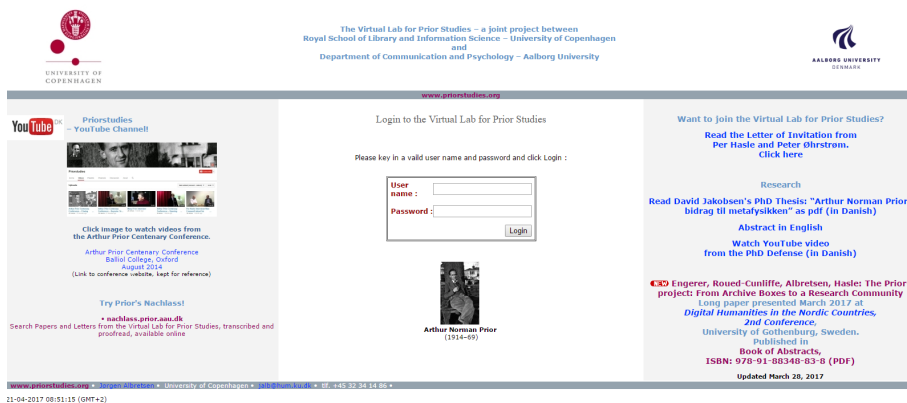 The Virtual Lab for Prior Studies – a joint project between
Royal School of Library and Information Science – University of Copenhagen
and
Department of Communication and Psychology – Aalborg University
UNIVERSITY OF
COPENHAGEN
AALBORG UNIVERSITY
DENMARK
www.priorstudies.org
YouTube DK
Priorstudies
– YouTube Channel!
Click image to watch videos from
the Arthur Prior Centenary Conference.
Arthur Prior Centenary Conference
Balliol College, Oxford
August 2014
(Link to conference website, kept for reference)
Try Prior's Nachlass!
• nachlass.prior.aau.dk
Search Papers and Letters from the Virtual Lab for Prior Studies, transcribed and
proofread, available online
Login to the Virtual Lab for Prior Studies
Please key in a vaild user name and password and click Login :
User
name :
Password :
Login
Arthur Norman Prior
(1914–69)
Want to join the Virtual Lab for Prior Studies?
Read the Letter of Invitation from
Per Hasle and Peter Øhrstrøm.
Click here
Research
Read David Jakobsen's PhD Thesis: "Arthur Norman Prior
bidrag til metafysikken" as pdf (in Danish)
Abstract in English
Watch YouTube video
from the PhD Defense (in Danish)
NEW Engerer, Roued-Cunliffe, Albretsen, Hasle: The Prior
project: From Archive Boxes to a Research Community
Long paper presented March 2017 at
Digital Humanities in the Nordic Countries,
2nd Conference,
University of Gothenburg, Sweden.
Published in
Book of Abstracts,
ISBN: 978-91-88348-83-8 (PDF)
Updated March 28, 2017
www.priorstudies.org • Jørgen Albretsen • University of Copenhagen • jalb@hum.ku.dk • tlf. +45 32 34 14 86 •
21-04-2017 08:51:15 (GMT+2)